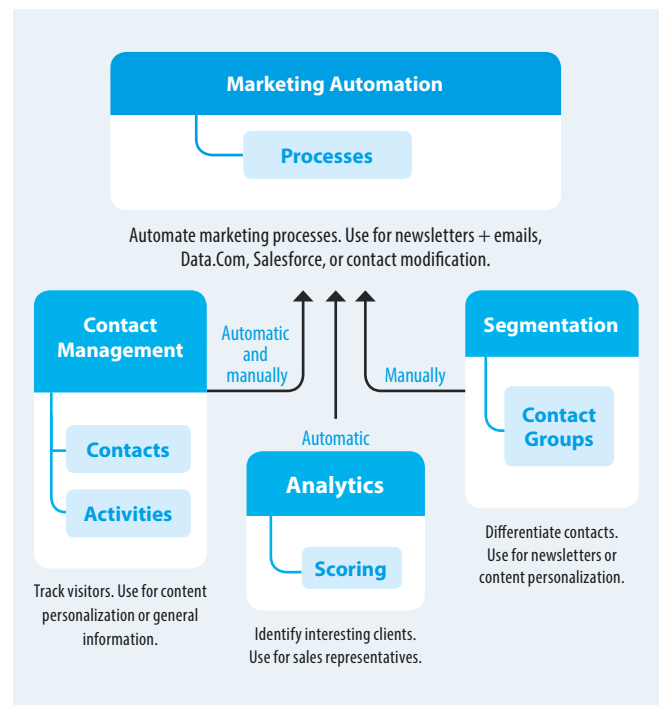 Marketing Automation
Processes
Automate marketing processes. Use for newsletters + emails,
Data.Com, Salesforce, or contact modification.
Contact
Management
Contacts
Activities
Track visitors. Use for content
personalization or general
information.
Automatic
and
manually
Automatic
Analytics
Scoring
Identify interesting clients.
Use for sales representatives.
Manually
Segmentation
Contact
Groups
Differentiate contacts.
Use for newsletters or
content personalization.